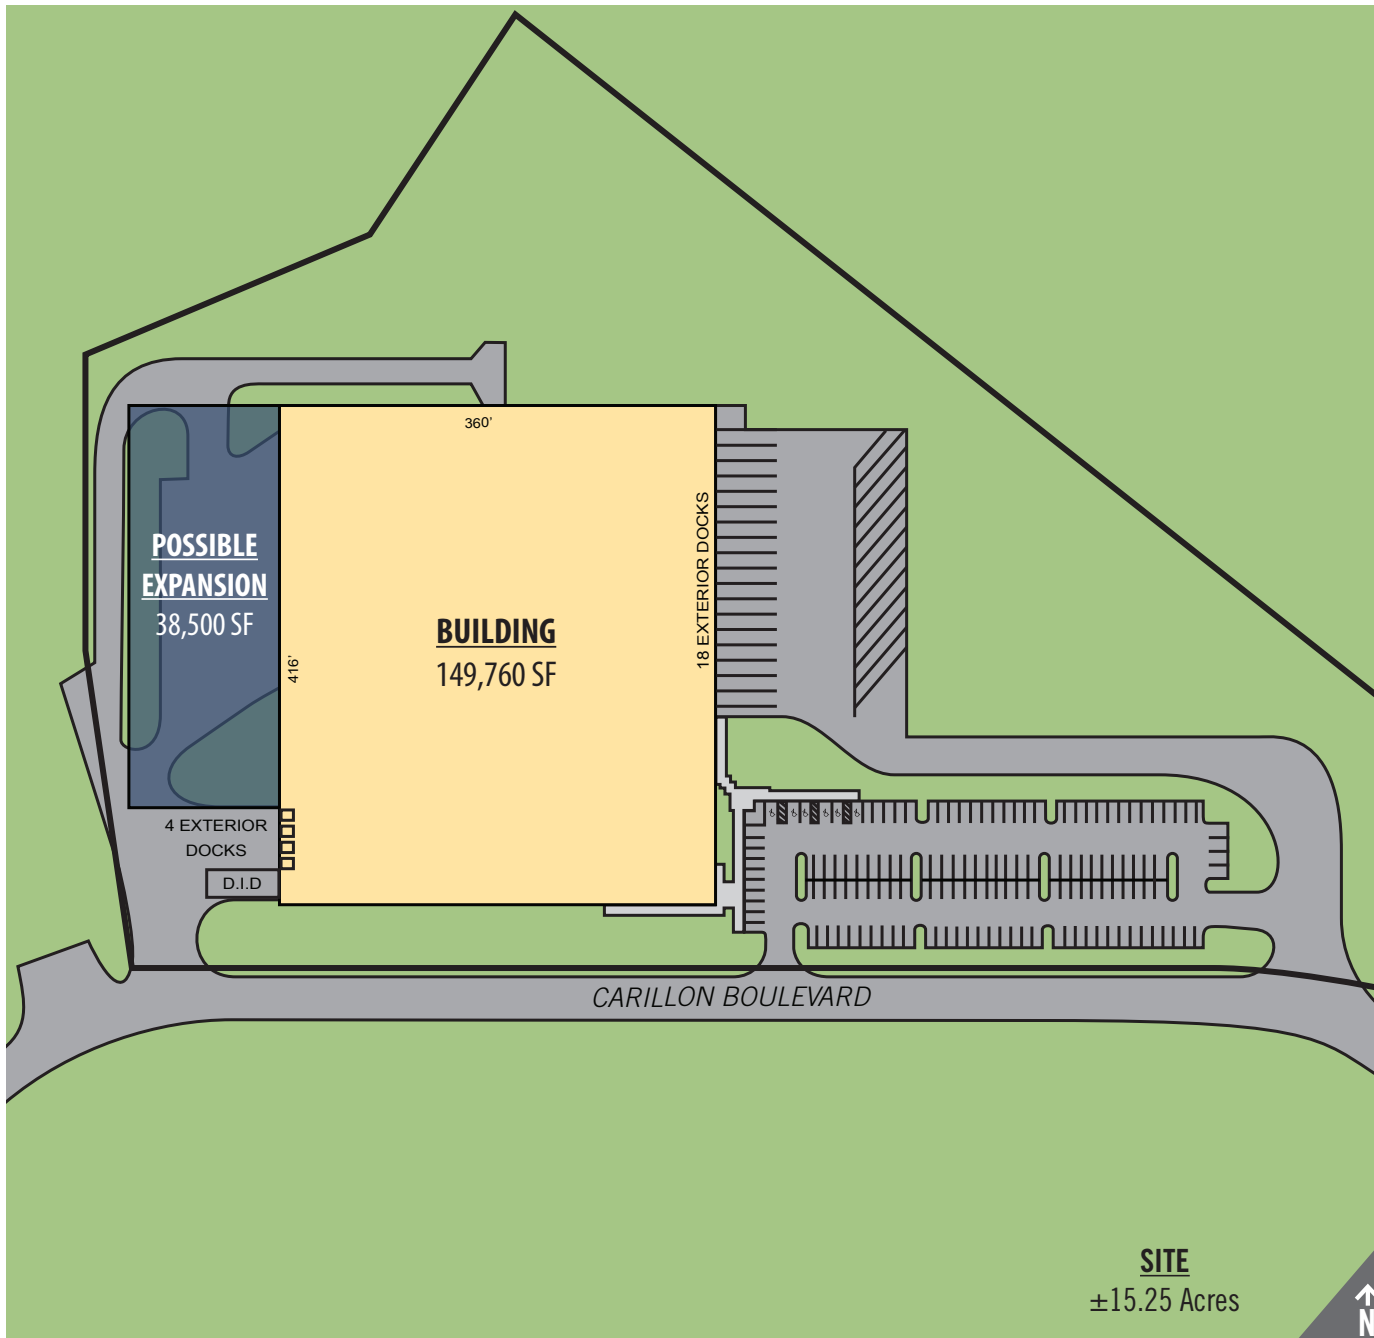 360'
POSSIBLE
EXPANSION
38,500 SF
BUILDING
149,760 SF
416'
18 EXTERIOR DOCKS
4 EXTERIOR
DOCKS
D.I.D
CARILLON BOULEVARD
SITE
±15.25 Acres
N